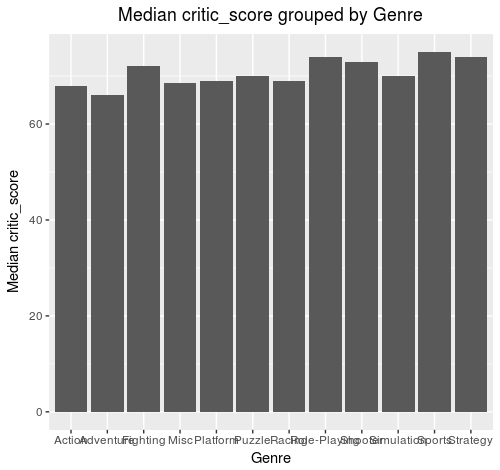 Median critic_score grouped by Genre
Median critic_score
60
40
20
0
Action Adventure Fighting Misc Platform Puzzle Racing Role-Playing Shooter Simulation Sports Strategy
Genre